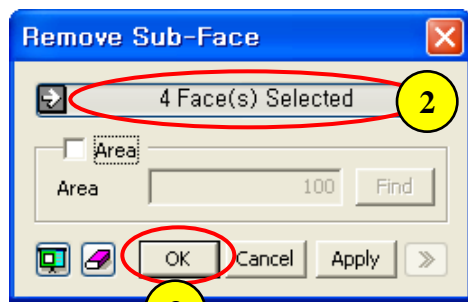 Remove Sub-Face
4 Face(s) Selected
2
Area
Area 100 Find
OK Cancel Apply